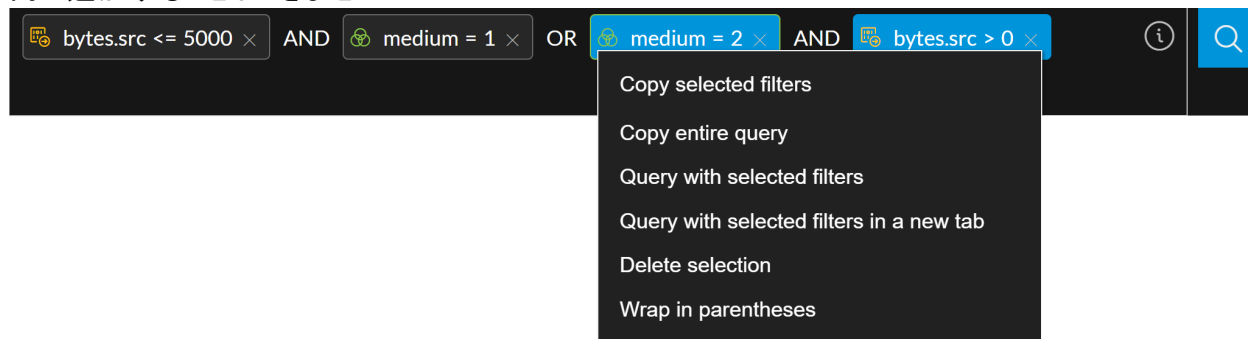 bytes.src <= 5000 × AND medium = 1 × OR medium = 2 × AND bytes.src > 0 ×
Copy selected filters
Copy entire query
Query with selected filters
Query with selected filters in a new tab
Delete selection
Wrap in parentheses